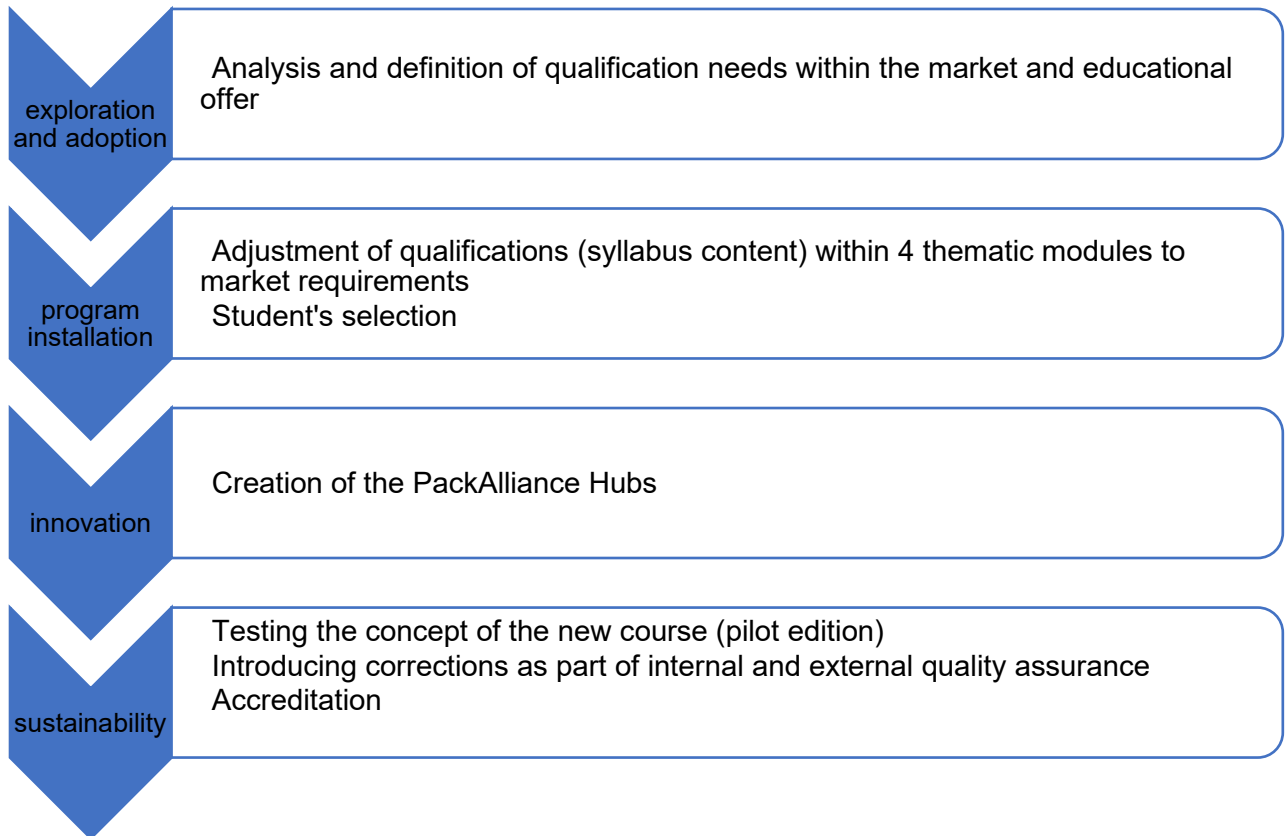 exploration
and adoption
Analysis and definition of qualification needs within the market and educational
offer
program
installation
Adjustment of qualifications (syllabus content) within 4 thematic modules to
market requirements
Student's selection
innovation
Creation of the PackAlliance Hubs
sustainability
Testing the concept of the new course (pilot edition)
Introducing corrections as part of internal and external quality assurance
Accreditation